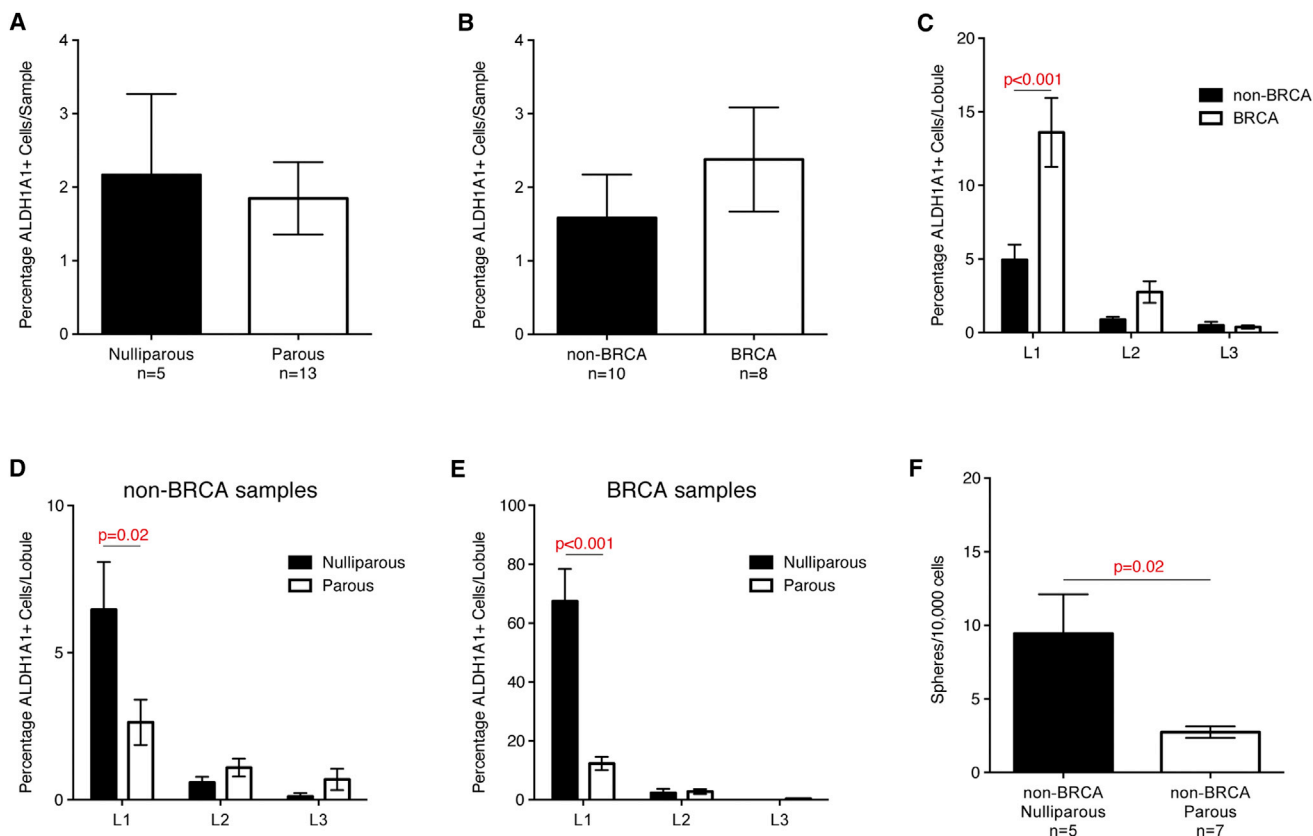 A
Percentage ALDH1A1+ Cells/Sample
4
3
2
1
0
Nulliparous
n=5
Parous
n=13
B
Percentage ALDH1A1+ Cells/Sample
4
3
2
1
0
non-BRCA
n=10
BRCA
n=8
C
Percentage ALDH1A1+ Cells/Lobule
20
15
10
5
0
p<0.001
non-BRCA
BRCA
L1
L2
L3
D
non-BRCA samples
Percentage ALDH1A1+ Cells/Lobule
10
5
0
p=0.02
Nulliparous
Parous
L1
L2
L3
E
BRCA samples
Percentage ALDH1A1+ Cells/Lobule
100
80
60
40
20
0
p<0.001
Nulliparous
Parous
L1
L2
L3
F
Spheres/10,000 cells
20
15
10
5
0
p=0.02
non-BRCA
Nulliparous
n=5
non-BRCA
Parous
n=7